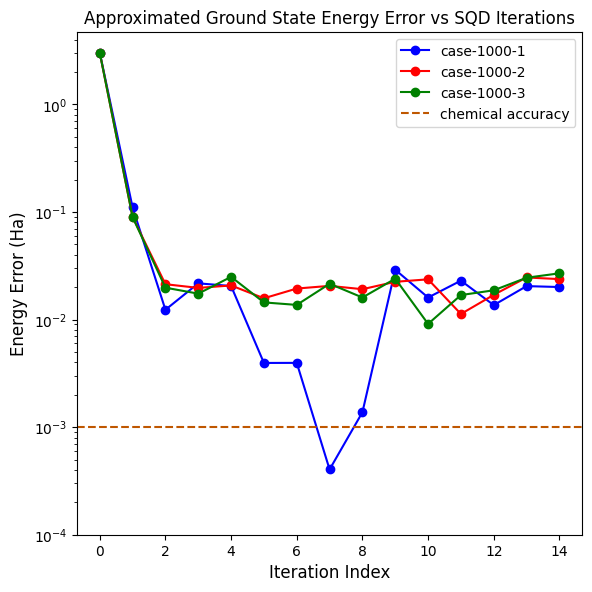 Approximated Ground State Energy Error vs SQD Iterations
case-1000-1
case-1000-2
case-1000-3
chemical accuracy
Energy Error (Ha)
10⁰
10⁻¹
10⁻²
10⁻³
10⁻⁴
0 2 4 6 8 10 12 14
Iteration Index